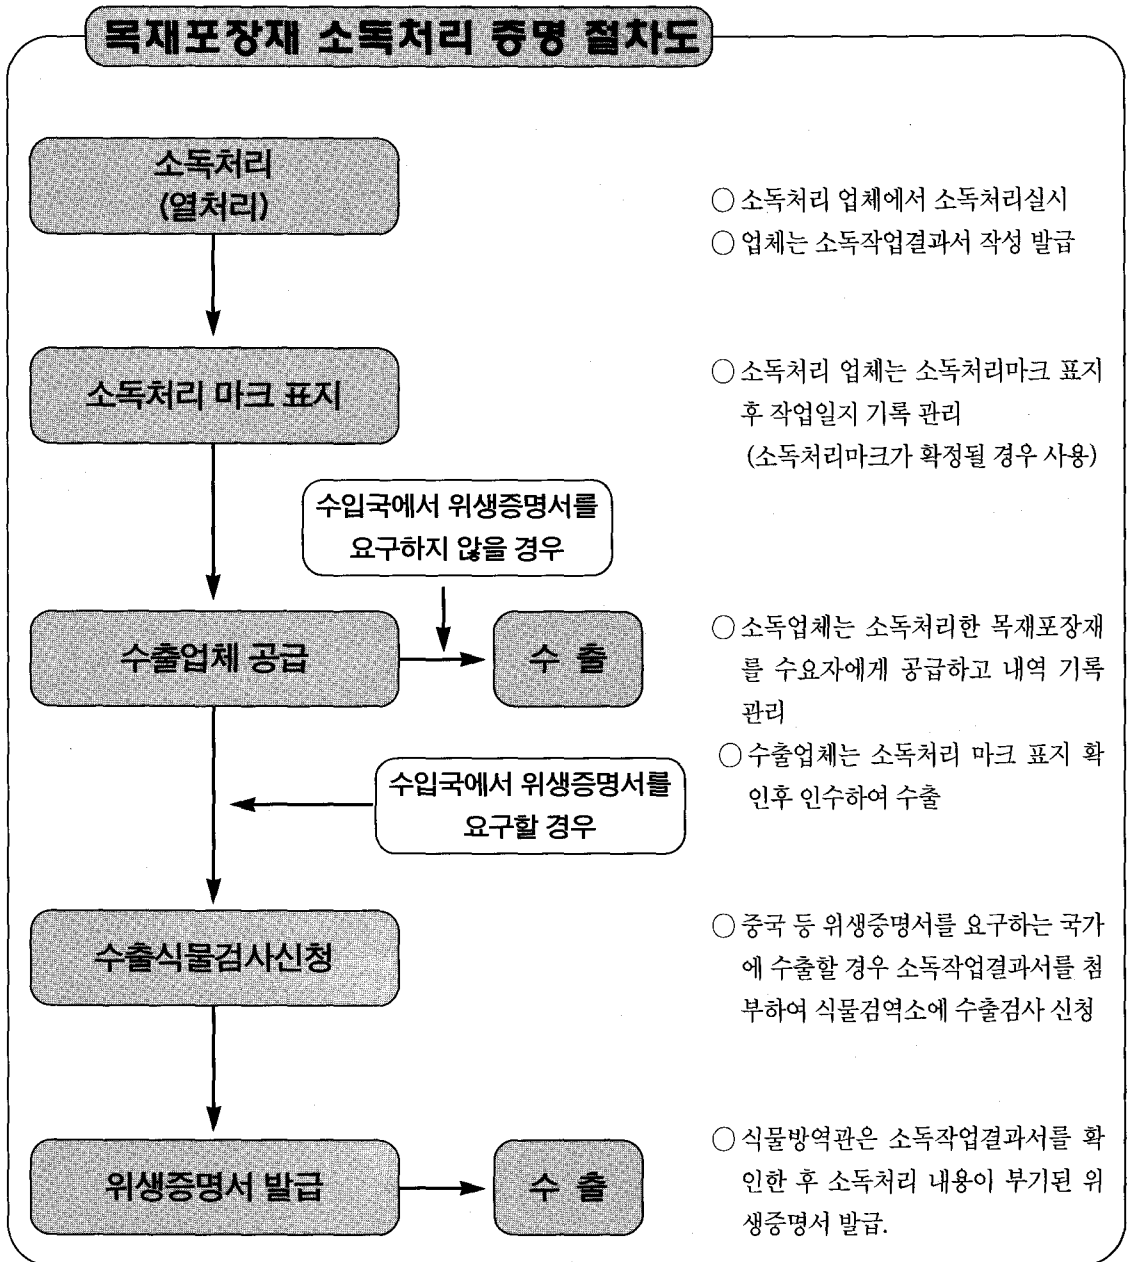 목재포장재 소독처리 증명 절차도
소독처리
(열처리)
○ 소독처리 업체에서 소독처리실시
○ 업체는 소독작업결과서 작성 발급
소독처리 마크 표지
○ 소독처리 업체는 소독처리마크 표지
후 작업일지 기록 관리
(소독처리마크가 확정될 경우 사용)
수입국에서 위생증명서를
요구하지 않을 경우
수출업체 공급
수 출
○ 소독업체는 소독처리한 목재포장재
를 수요자에게 공급하고 내역 기록
관리
○ 수출업체는 소독처리 마크 표지 확
인후 인수하여 수출
수입국에서 위생증명서를
요구할 경우
수출식물검사신청
○ 중국 등 위생증명서를 요구하는 국가
에 수출할 경우 소독작업결과서를 첨
부하여 식물검역소에 수출검사 신청
위생증명서 발급
수 출
○ 식물방역관은 소독작업결과서를 확
인한 후 소독처리 내용이 부기된 위
생증명서 발급.